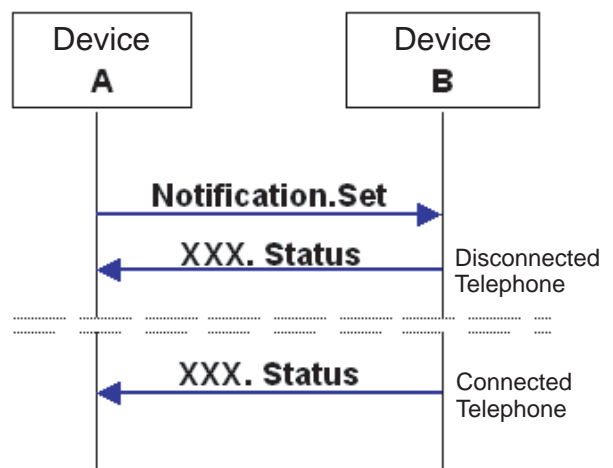 Device
A
Device
B
Notification.Set
XXX. Status
Disconnected
Telephone
XXX. Status
Connected
Telephone